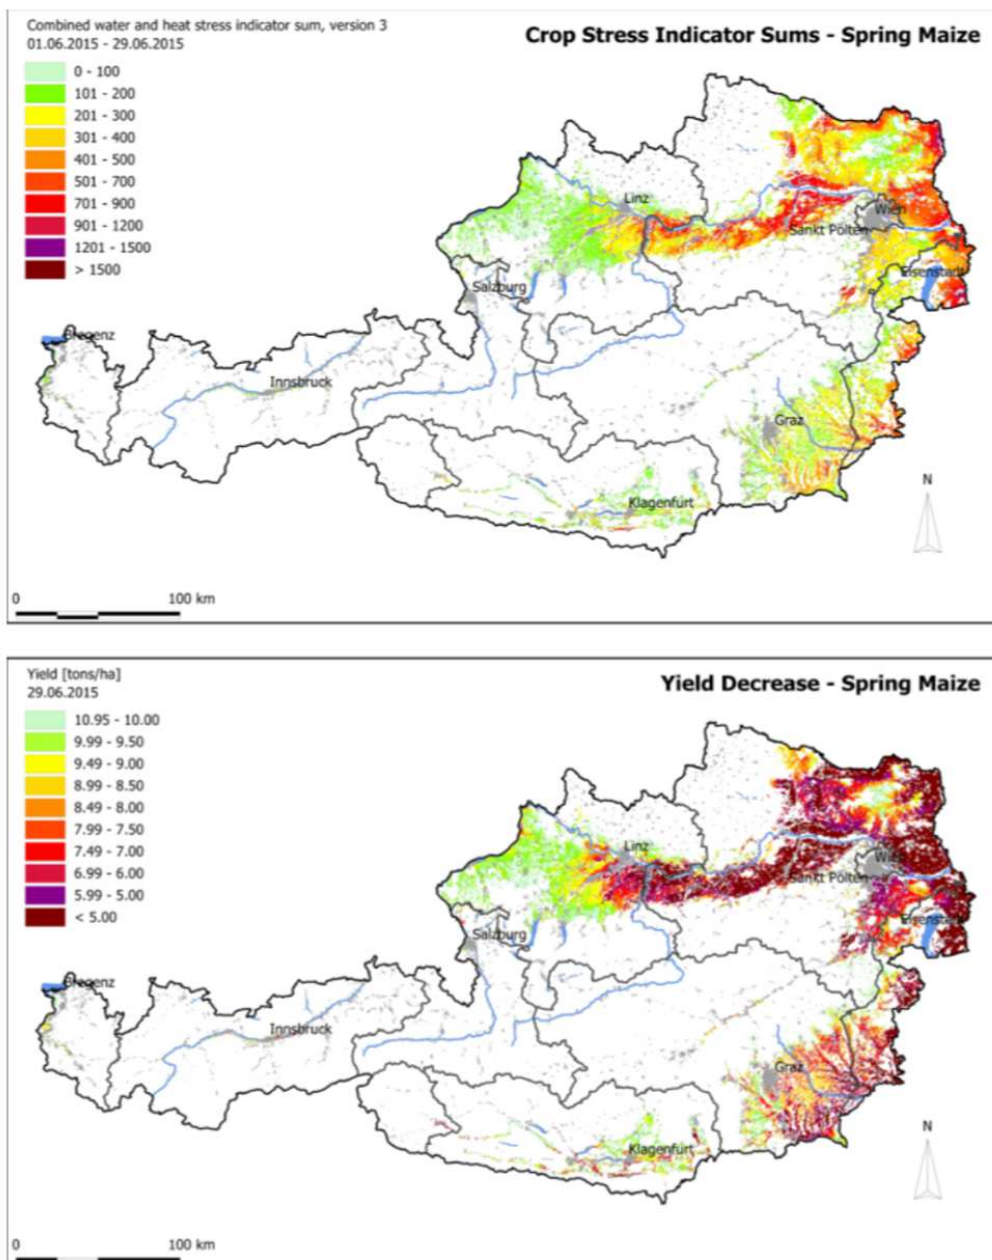 Combined water and heat stress indicator sum, version 3
01.06.2015 - 29.06.2015
Crop Stress Indicator Sums - Spring Maize
0 - 100
101 - 200
201 - 300
301 - 400
401 - 500
501 - 700
701 - 900
901 - 1200
1201 - 1500
> 1500
Linz
Wien
Sankt Pölten
Eisenstadt
Salzburg
Bregenz
Innsbruck
Graz
Klagenfurt
N
0 100 km
Yield [tons/ha]
29.06.2015
Yield Decrease - Spring Maize
10.95 - 10.00
9.99 - 9.50
9.49 - 9.00
8.99 - 8.50
8.49 - 8.00
7.99 - 7.50
7.49 - 7.00
6.99 - 6.00
5.99 - 5.00
< 5.00
Linz
Wien
Sankt Pölten
Eisenstadt
Salzburg
Bregenz
Innsbruck
Graz
Klagenfurt
N
0 100 km